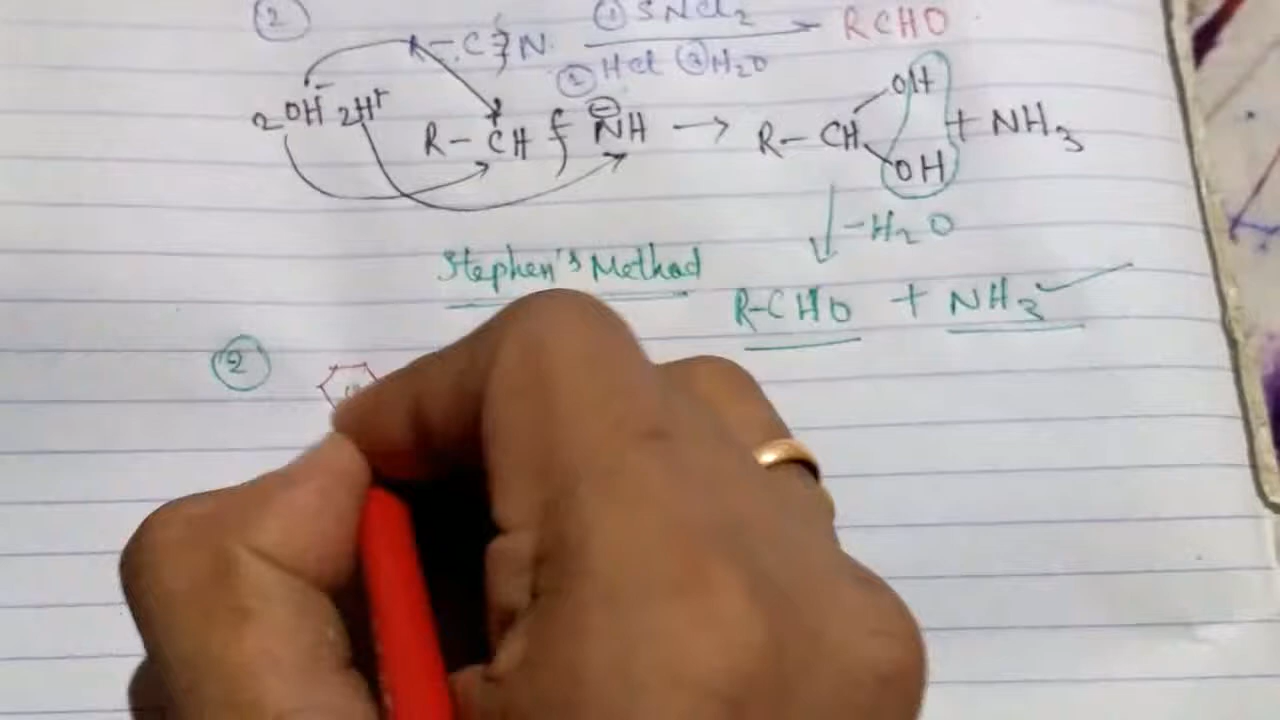 ② R-C≡N ① SNCl2 ② HCl ③ H2O → RCHO
2OH⁻ 2H⁺ R-CH NH⊖ → R-CH OH OH + NH3
-H2O
Stephen's Method
R-CHO + NH3
②